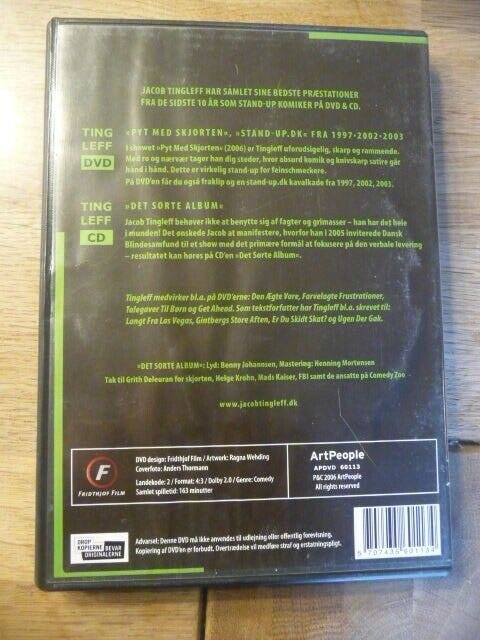 JACOB TINGLEFF HAR SAMLET SINE BEDSTE PRÆSTATIONER
FRA DE SIDSTE 10 ÅR SOM STAND-UP KOMIKER PÅ DVD & CD.
TING
LEFF
DVD
»PYT MED SKJORTEN«, »STAND-UP.DK« FRA 1997-2002-2003
I showet »Pyt Med Skjorten« (2006) er Tingleff uforudsigelig, skarp og rammende.
Med ro og nærvær tager han dig steder, hvor absurd komik og knivskarp satire går
hånd i hånd. Dette er virkelig stand-up for feinschmeckere.
På DVD'en får du også fraklip og en stand-up.dk kavalkade fra 1997, 2002, 2003.
TING
LEFF
CD
»DET SORTE ALBUM«
Jacob Tingleff behøver ikke at benytte sig af fagter og grimasser – han har det hele
i munden! Det ønskede Jacob at manifestere, hvorfor han i 2005 inviterede Dansk
Blindesamfund til et show med det primære formål at fokusere på den verbale levering
– resultatet kan høres på CD'en »Det Sorte Album«.
Tingleff medvirker bl.a. på DVD'erne: Den Ægte Vare, Farvelagte Frustrationer,
Talegaver Til Børn og Get Ahead. Som tekstforfatter har Tingleff bl.a. skrevet til:
Langt Fra Las Vegas, Gintbergs Store Aften, Er Du Skidt Skat? og Ugen Der Gak.
»DET SORTE ALBUM«: Lyd: Benny Johannsen, Mastering: Henning Mortensen
Tak til Grith Deleuran for skjorten, Helge Krohn, Mads Kaiser, FBI samt de ansatte på Comedy Zoo
www.jacobtingleff.dk
F
FRIDTHJOF FILM
DVD design: Fridthjof Film / Artwork: Ragna Wehding
Coverfoto: Anders Thormann
Landekode: 2 / Format: 4:3 / Dolby 2.0 / Genre: Comedy
Samlet spilletid: 163 minutter
ArtPeople
APDVD 60113
P&C 2006 ArtPeople
All rights reserved
DROP
KOPIERNE
BEVAR
ORIGINALERNE
Advarsel: Denne DVD må ikke anvendes til udlejning eller offentlig forevisning.
Kopiering af DVD'en er forbudt. Overtrædelse vil medføre straf og erstatningspligt.
5 707435 601134